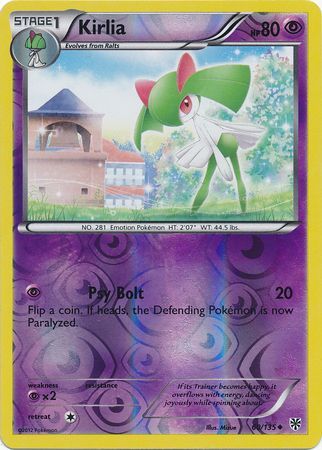 STAGE1
Kirlia
HP80
Evolves from Ralts
NO. 281 Emotion Pokémon HT: 2'07" WT: 44.5 lbs.
Psy Bolt 20
Flip a coin. If heads, the Defending Pokémon is now
Paralyzed.
weakness resistance
×2
retreat
If its Trainer becomes happy, it
overflows with energy, dancing
joyously while spinning about.
©2012 Pokémon
Illus. Mizue
60/135